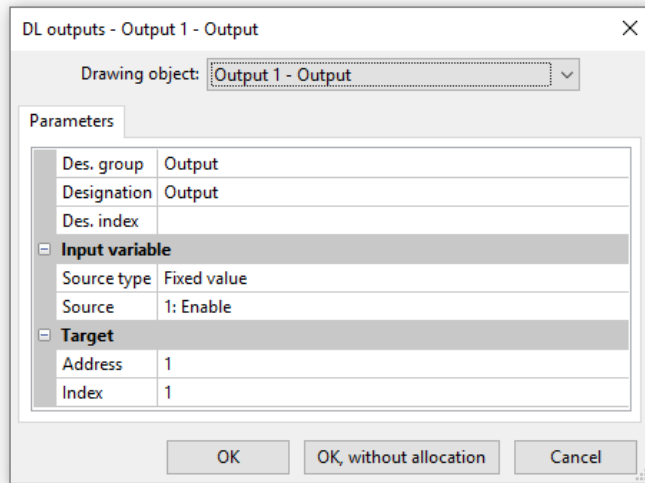 DL outputs - Output 1 - Output
Drawing object: Output 1 - Output
Parameters
Des. group Output
Designation Output
Des. index
Input variable
Source type Fixed value
Source 1: Enable
Target
Address 1
Index 1
OK OK, without allocation Cancel